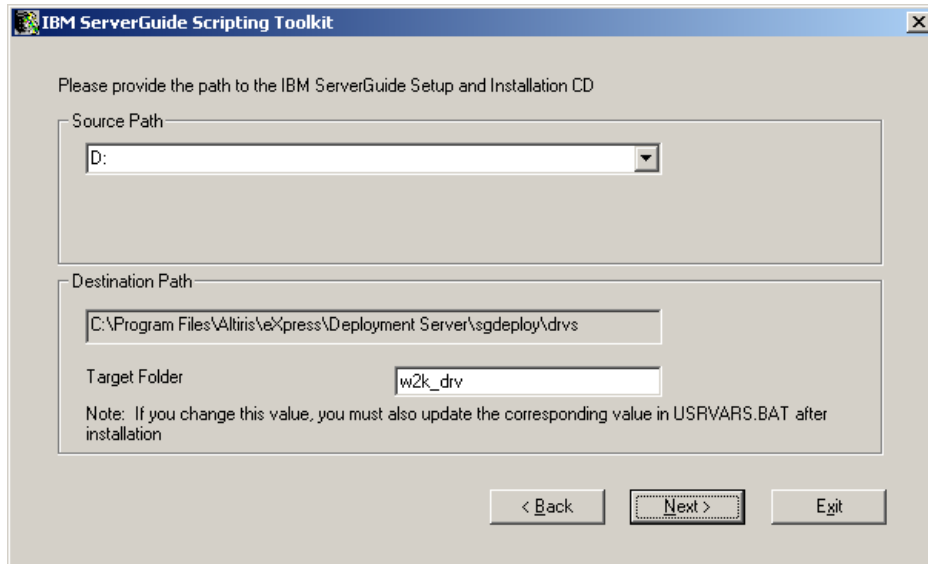 IBM ServerGuide Scripting Toolkit
Please provide the path to the IBM ServerGuide Setup and Installation CD
Source Path
D:
Destination Path
C:\Program Files\Altiris\eXpress\Deployment Server\sgdeploy\drvs
Target Folder
w2k_drv
Note: If you change this value, you must also update the corresponding value in USRVARS.BAT after
installation
< Back
Next >
Exit